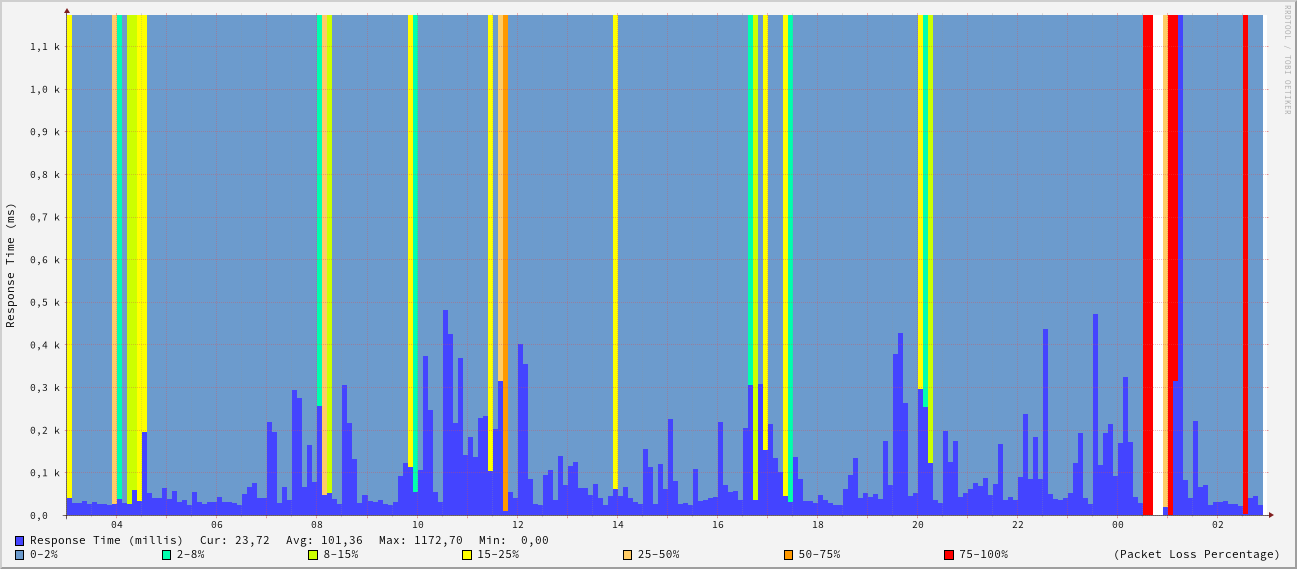 RRDTOOL / TOBI OETIKER
Response Time (ms)
1,1 k
1,0 k
0,9 k
0,8 k
0,7 k
0,6 k
0,5 k
0,4 k
0,3 k
0,2 k
0,1 k
0,0
04 06 08 10 12 14 16 18 20 22 00 02
Response Time (millis) Cur: 23,72 Avg: 101,36 Max: 1172,70 Min: 0,00
0-2% 2-8% 8-15% 15-25% 25-50% 50-75% 75-100% (Packet Loss Percentage)